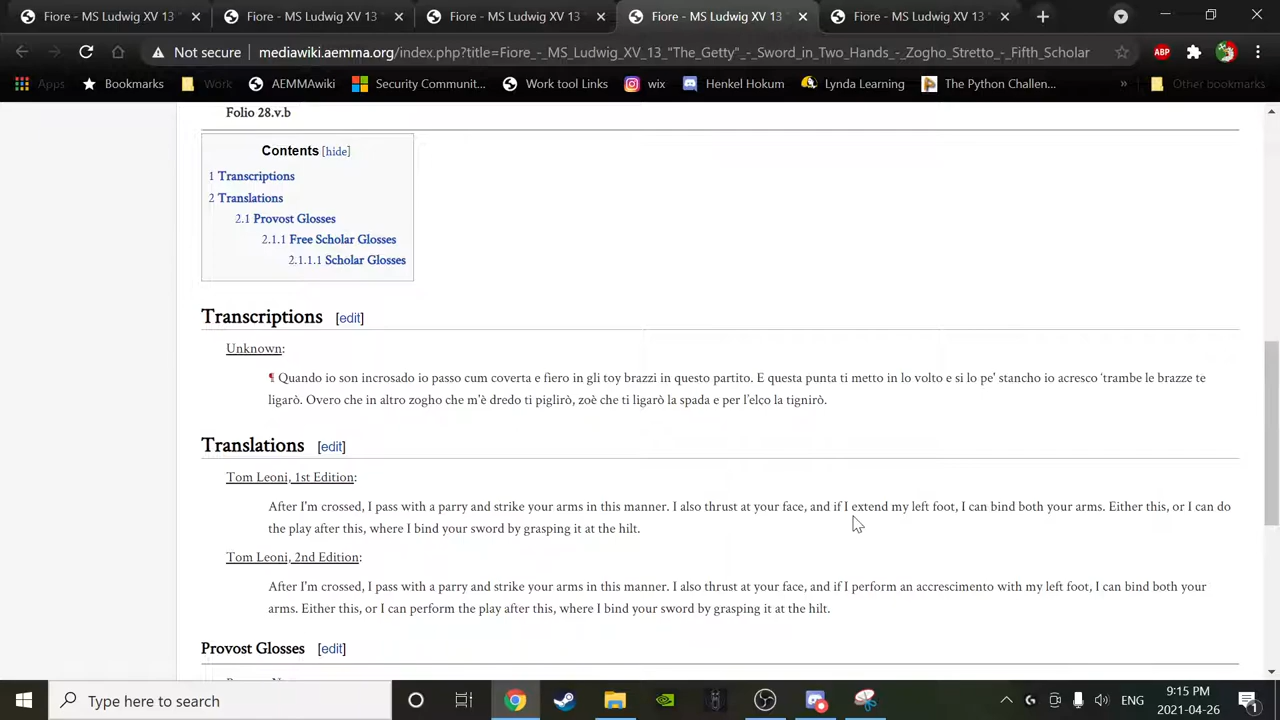 Fiore - MS Ludwig XV 13 Fiore - MS Ludwig XV 13 Fiore - MS Ludwig XV 13 Fiore - MS Ludwig XV 13 Fiore - MS Ludwig XV 13
Not secure mediawiki.aemma.org/index.php?title=Fiore_-_MS_Ludwig_XV_13_"The_Getty"_-_Sword_in_Two_Hands_-_Zogho_Stretto_-_Fifth_Scholar ABP
Apps Bookmarks Work AEMMAwiki Security Communit... Work tool Links wix Henkel Hokum Lynda Learning The Python Challen... » Other bookmarks
Folio 28.v.b
Contents [hide]
1 Transcriptions
2 Translations
2.1 Provost Glosses
2.1.1 Free Scholar Glosses
2.1.1.1 Scholar Glosses
Transcriptions [edit]
Unknown:
¶ Quando io son incrosado io passo cum coverta e fiero in gli toy brazzi in questo partito. E questa punta ti metto in lo volto e si lo pe' stancho io acresco 'trambe le brazze te
ligarò. Overo che in altro zogho che m'è dredo ti piglirò, zoè che ti ligarò la spada e per l'elço la tignirò.
Translations [edit]
Tom Leoni, 1st Edition:
After I'm crossed, I pass with a parry and strike your arms in this manner. I also thrust at your face, and if I extend my left foot, I can bind both your arms. Either this, or I can do
the play after this, where I bind your sword by grasping it at the hilt.
Tom Leoni, 2nd Edition:
After I'm crossed, I pass with a parry and strike your arms in this manner. I also thrust at your face, and if I perform an accrescimento with my left foot, I can bind both your
arms. Either this, or I can perform the play after this, where I bind your sword by grasping it at the hilt.
Provost Glosses [edit]
Type here to search ENG 9:15 PM
2021-04-26 1